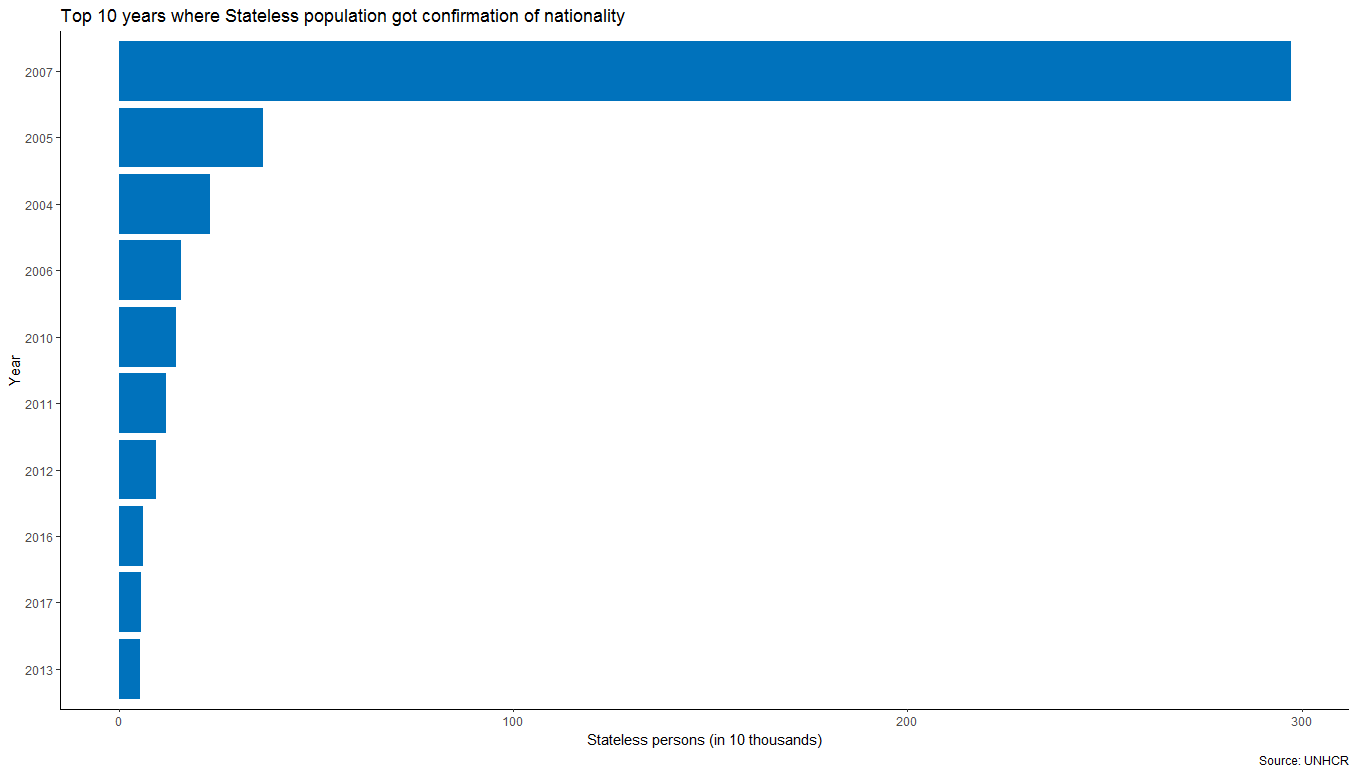 Top 10 years where Stateless population got confirmation of nationality
2007
2005
2004
2006
2010
2011
2012
2016
2017
2013
Year
0 100 200 300
Stateless persons (in 10 thousands)
Source: UNHCR